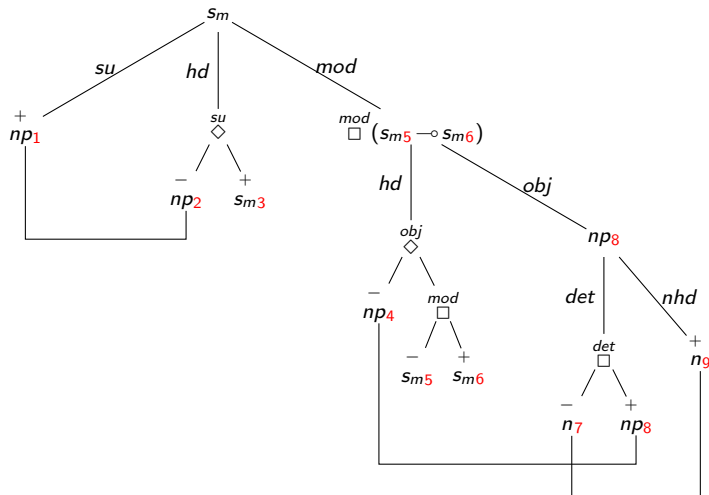 s_m
su hd mod
+ su mod
np1 ◇ □ (s_m5 ⊸ s_m6)
− + hd obj
np2 s_m3
obj np8
◇
− mod det nhd
np4 □
− + det +
s_m5 s_m6 □ n9
− +
n7 np8